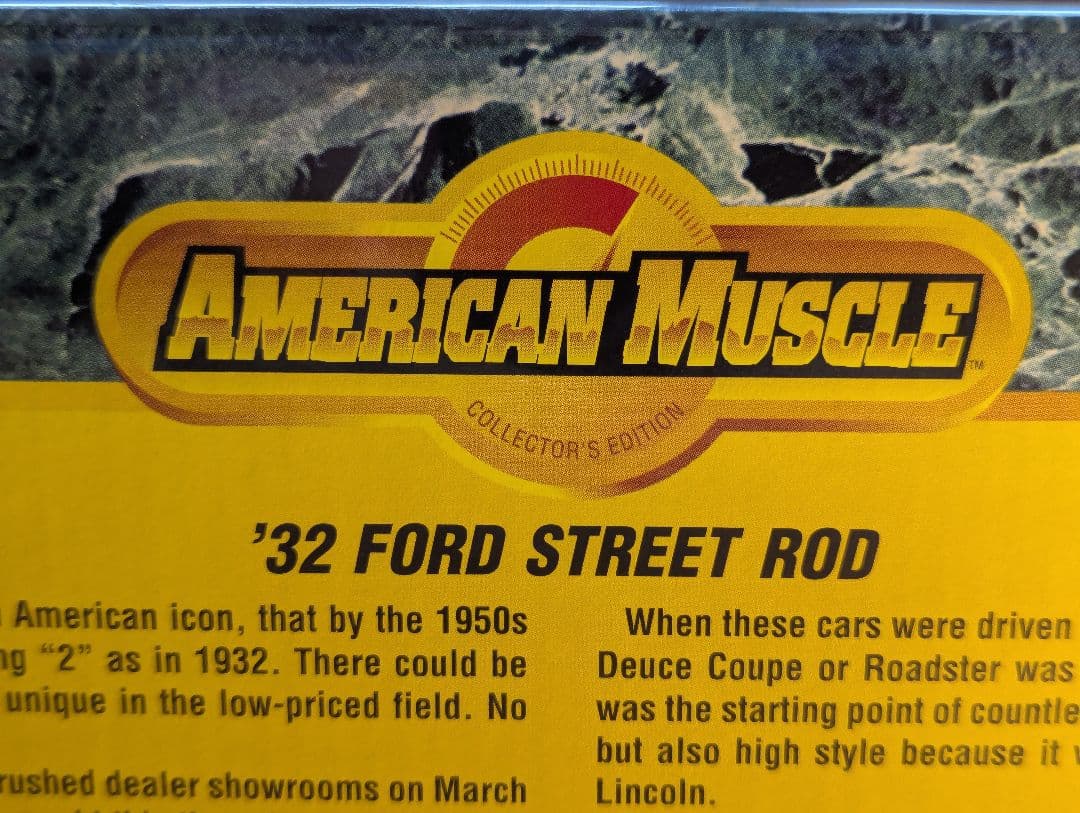 AMERICAN MUSCLE
TM
COLLECTOR'S EDITION
'32 FORD STREET ROD
American icon, that by the 1950s
"2" as in 1932. There could be
unique in the low-priced field. No
rushed dealer showrooms on March
When these cars were driven
Deuce Coupe or Roadster was
was the starting point of
but also high style because it
Lincoln.